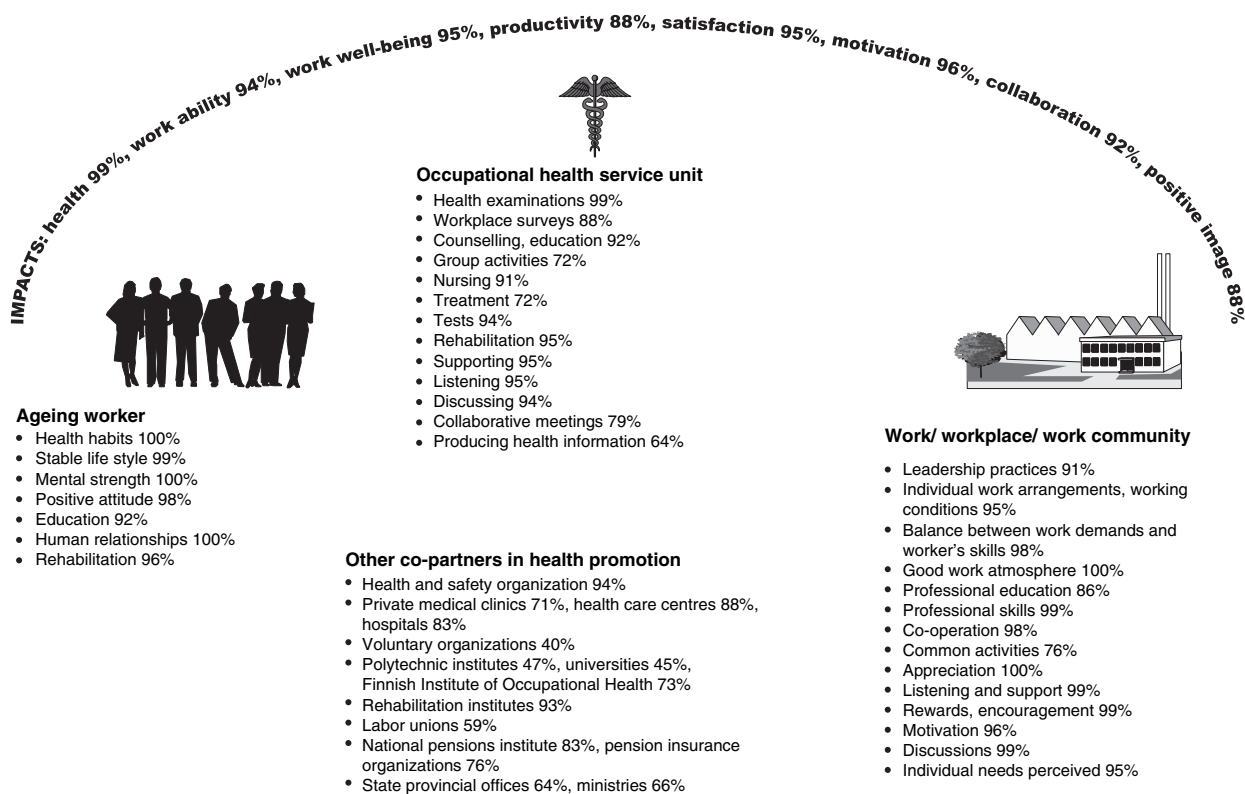 IMPACTS: health 99%, work ability 94%, work well-being 95%, productivity 88%, satisfaction 95%, motivation 96%, collaboration 92%, positive image 88%
Occupational health service unit
• Health examinations 99%
• Workplace surveys 88%
• Counselling, education 92%
• Group activities 72%
• Nursing 91%
• Treatment 72%
• Tests 94%
• Rehabilitation 95%
• Supporting 95%
• Listening 95%
• Discussing 94%
• Collaborative meetings 79%
• Producing health information 64%
Ageing worker
• Health habits 100%
• Stable life style 99%
• Mental strength 100%
• Positive attitude 98%
• Education 92%
• Human relationships 100%
• Rehabilitation 96%
Other co-partners in health promotion
• Health and safety organization 94%
• Private medical clinics 71%, health care centres 88%,
hospitals 83%
• Voluntary organizations 40%
• Polytechnic institutes 47%, universities 45%,
Finnish Institute of Occupational Health 73%
• Rehabilitation institutes 93%
• Labor unions 59%
• National pensions institute 83%, pension insurance
organizations 76%
• State provincial offices 64%, ministries 66%
Work/ workplace/ work community
• Leadership practices 91%
• Individual work arrangements, working
conditions 95%
• Balance between work demands and
worker's skills 98%
• Good work atmosphere 100%
• Professional education 86%
• Professional skills 99%
• Co-operation 98%
• Common activities 76%
• Appreciation 100%
• Listening and support 99%
• Rewards, encouragement 99%
• Motivation 96%
• Discussions 99%
• Individual needs perceived 95%